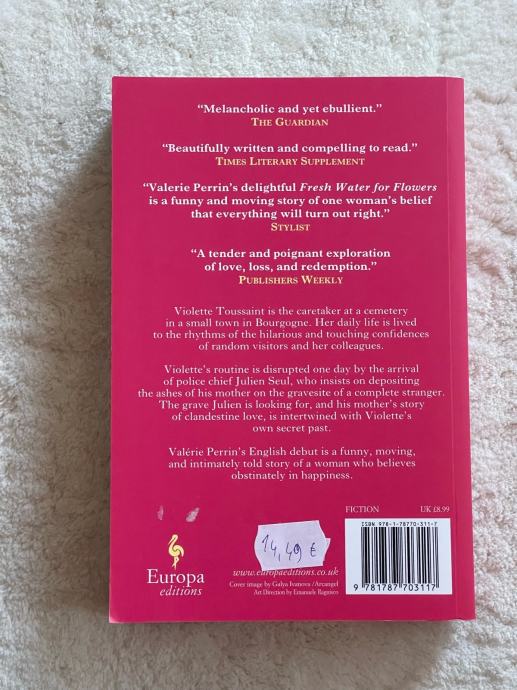 “Melancholic and yet ebullient.”
The Guardian
“Beautifully written and compelling to read.”
Times Literary Supplement
“Valerie Perrin’s delightful Fresh Water for Flowers
is a funny and moving story of one woman’s belief
that everything will turn out right.”
Stylist
“A tender and poignant exploration
of love, loss, and redemption.”
Publishers Weekly
Violette Toussaint is the caretaker at a cemetery
in a small town in Bourgogne. Her daily life is lived
to the rhythms of the hilarious and touching confidences
of random visitors and her colleagues.
Violette’s routine is disrupted one day by the arrival
of police chief Julien Seul, who insists on depositing
the ashes of his mother on the gravesite of a complete stranger.
The grave Julien is looking for, and his mother’s story
of clandestine love, is intertwined with Violette’s
own secret past.
Valérie Perrin’s English debut is a funny, moving,
and intimately told story of a woman who believes
obstinately in happiness.
FICTION UK £8.99
ISBN 978-1-78770-311-7
9 781787 703117
14,49 €
Europa
editions
www.europaeditions.co.uk
Cover image by Galya Ivanova /Arcangel
Art Direction by Emanuele Ragnisco